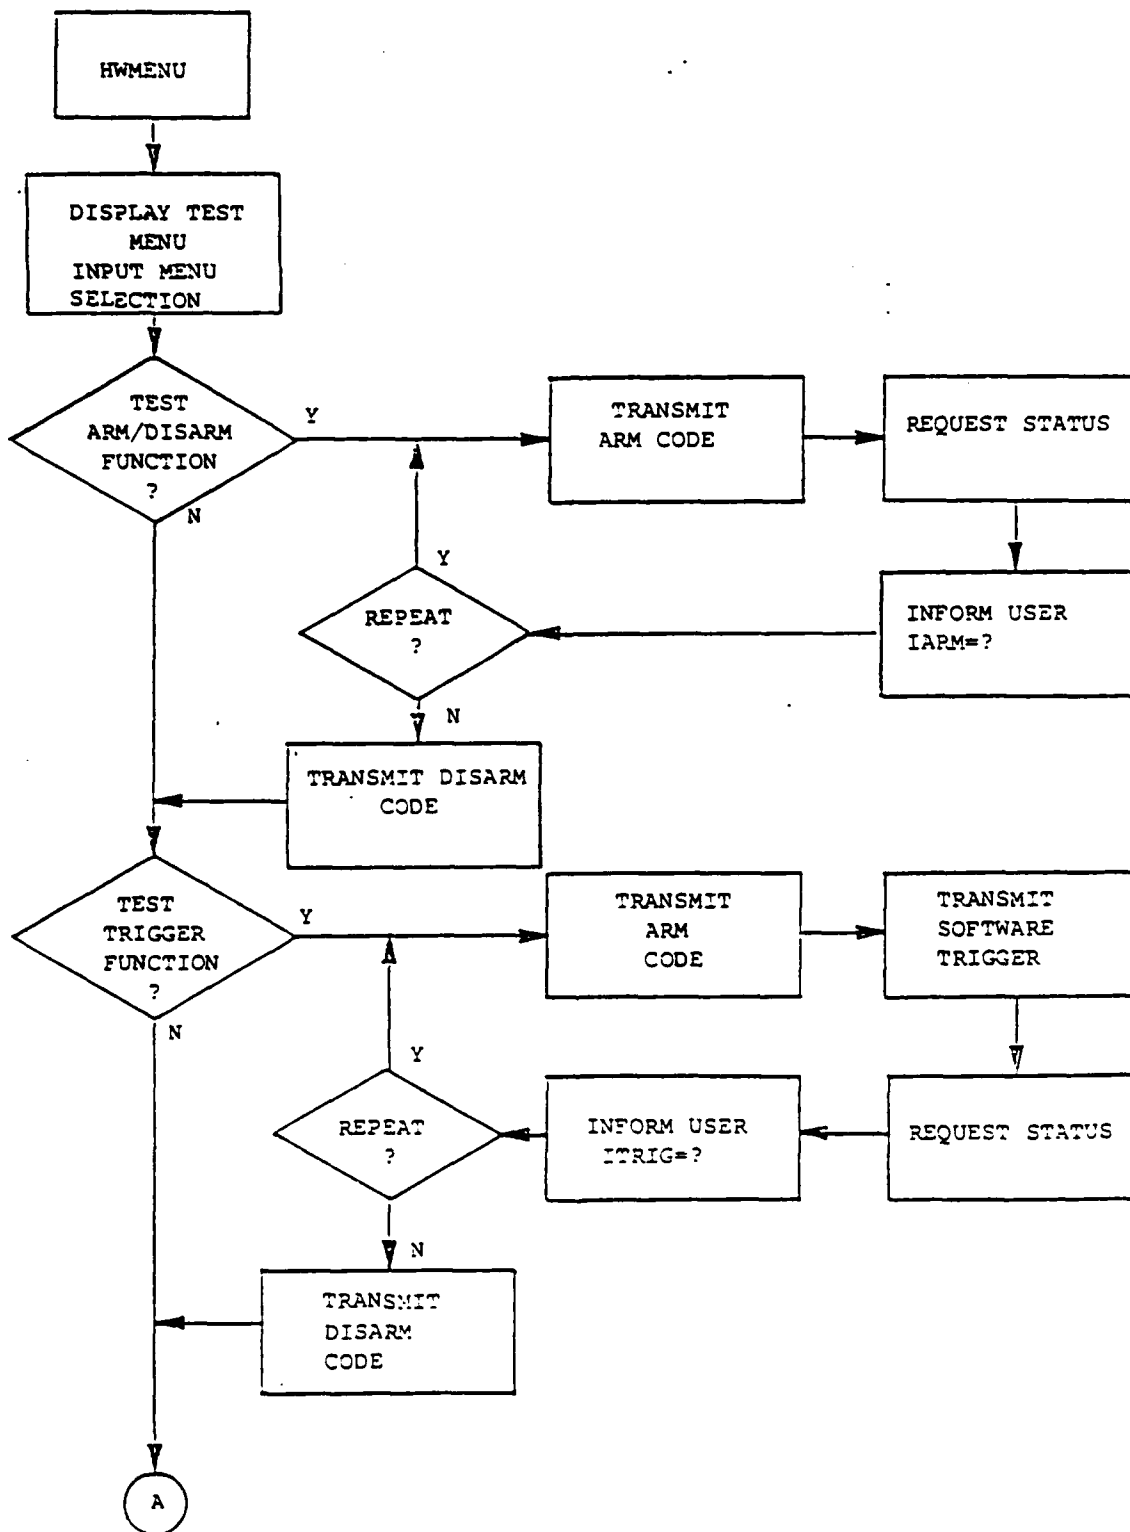 HWMENU
DISPLAY TEST
MENU
INPUT MENU
SELECTION
TEST
ARM/DISARM
FUNCTION
?
Y
N
TRANSMIT
ARM CODE
REQUEST STATUS
INFORM USER
IARM=?
REPEAT
?
Y
N
TRANSMIT DISARM
CODE
TEST
TRIGGER
FUNCTION
?
Y
N
TRANSMIT
ARM
CODE
TRANSMIT
SOFTWARE
TRIGGER
REQUEST STATUS
INFORM USER
ITRIG=?
REPEAT
?
Y
N
TRANSMIT
DISARM
CODE
A